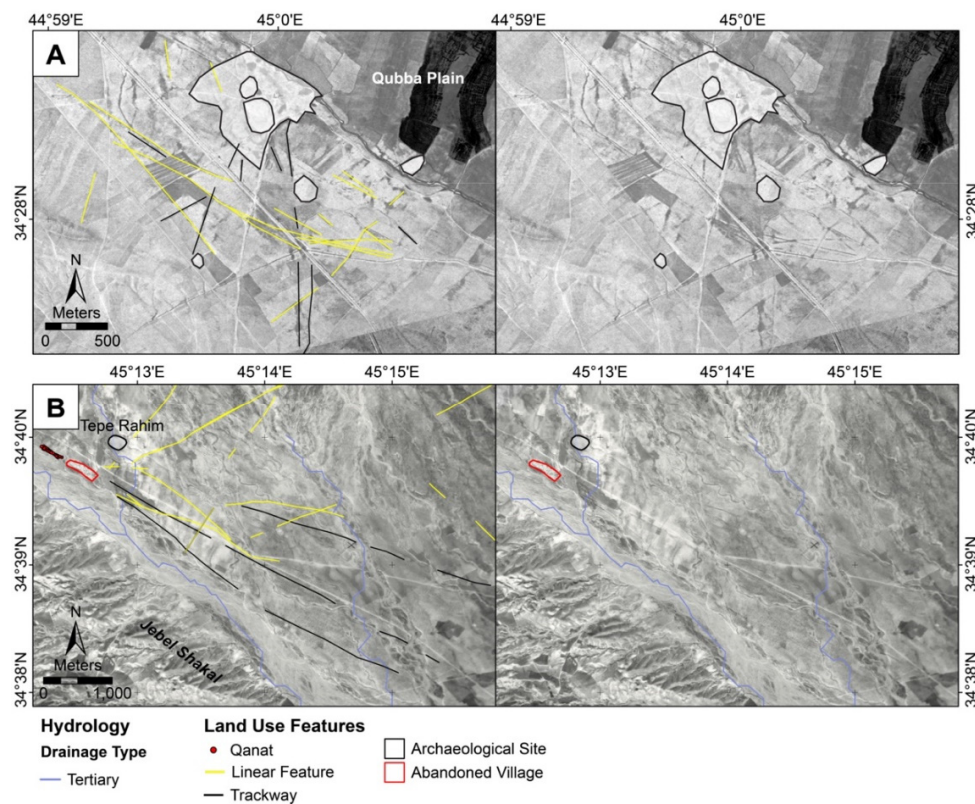 44°59'E
45°0'E
44°59'E
45°0'E
A
Qubba Plain
34°28'N
34°28'N
N
Meters
0 500
45°13'E
45°14'E
45°15'E
45°13'E
45°14'E
45°15'E
B
Tepe Rahim
34°40'N
34°39'N
34°38'N
34°40'N
34°39'N
34°38'N
Jebel Shakal
N
Meters
0 1,000
Hydrology
Drainage Type
Tertiary
Land Use Features
Qanat
Linear Feature
Trackway
Archaeological Site
Abandoned Village